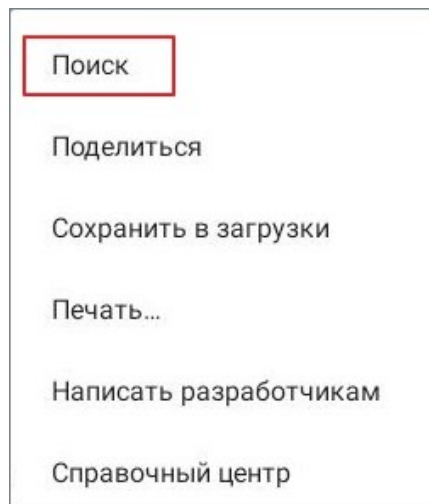 Поиск
Поделиться
Сохранить в загрузки
Печать...
Написать разработчикам
Справочный центр